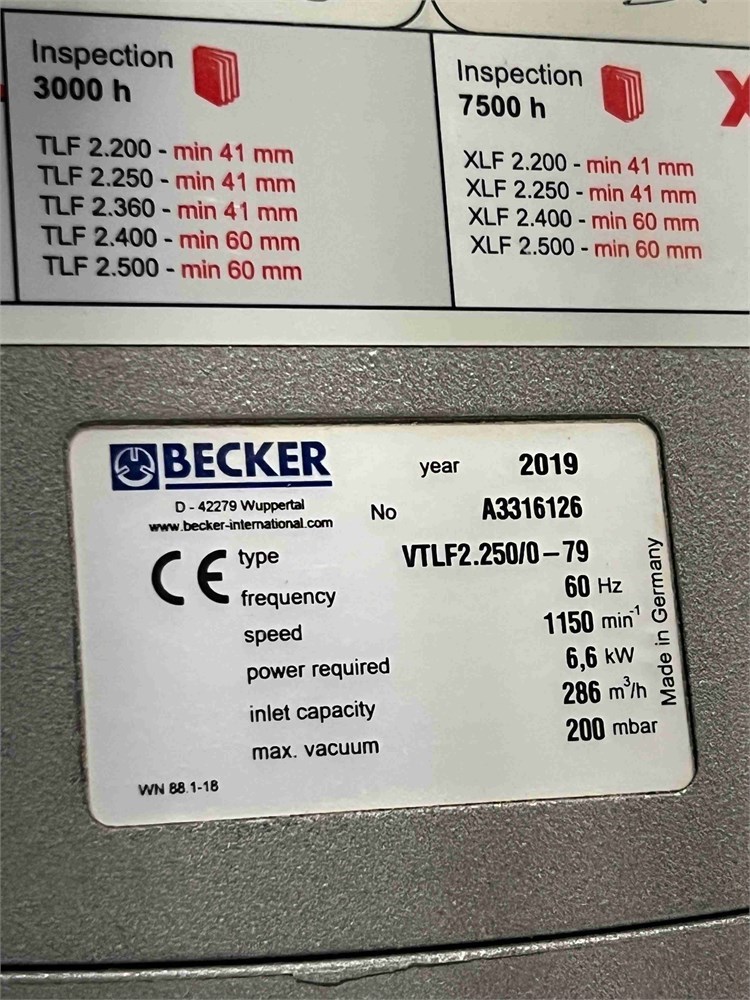 Inspection
3000 h
TLF 2.200 - min 41 mm
TLF 2.250 - min 41 mm
TLF 2.360 - min 41 mm
TLF 2.400 - min 60 mm
TLF 2.500 - min 60 mm
Inspection
7500 h
XLF 2.200 - min 41 mm
XLF 2.250 - min 41 mm
XLF 2.400 - min 60 mm
XLF 2.500 - min 60 mm
BECKER
D - 42279 Wuppertal
www.becker-international.com
CE
year 2019
No A3316126
type VTLF2.250/0-79
frequency 60 Hz
speed 1150 min⁻¹
power required 6,6 kW
inlet capacity 286 m³/h
max. vacuum 200 mbar
WN 88.1-18
Made in Germany